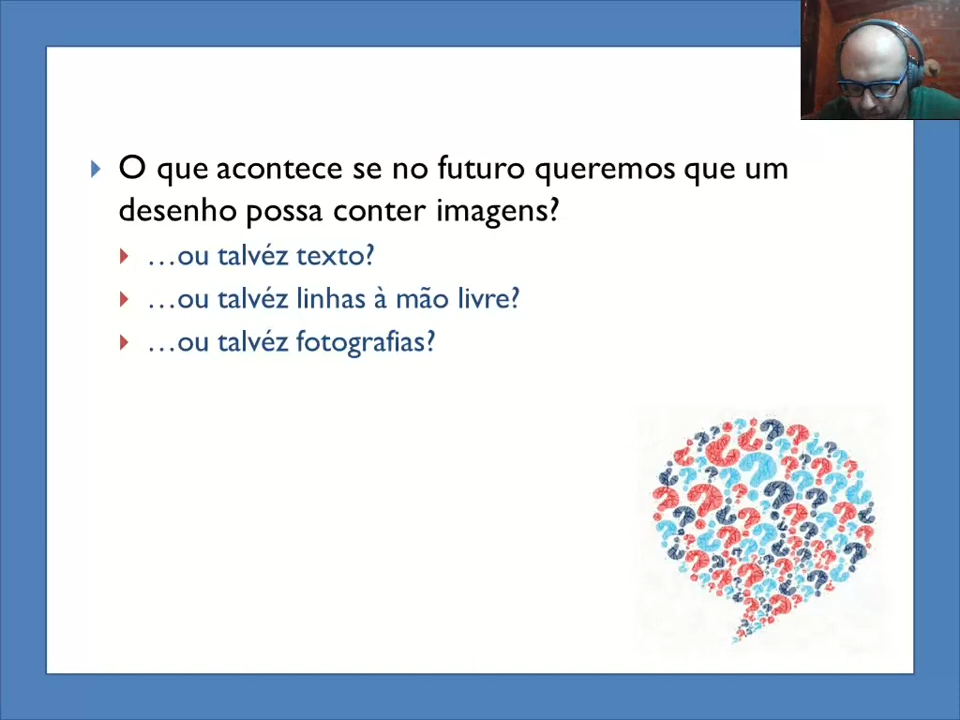 O que acontece se no futuro queremos que um
desenho possa conter imagens?
…ou talvéz texto?
…ou talvéz linhas à mão livre?
…ou talvéz fotografias?